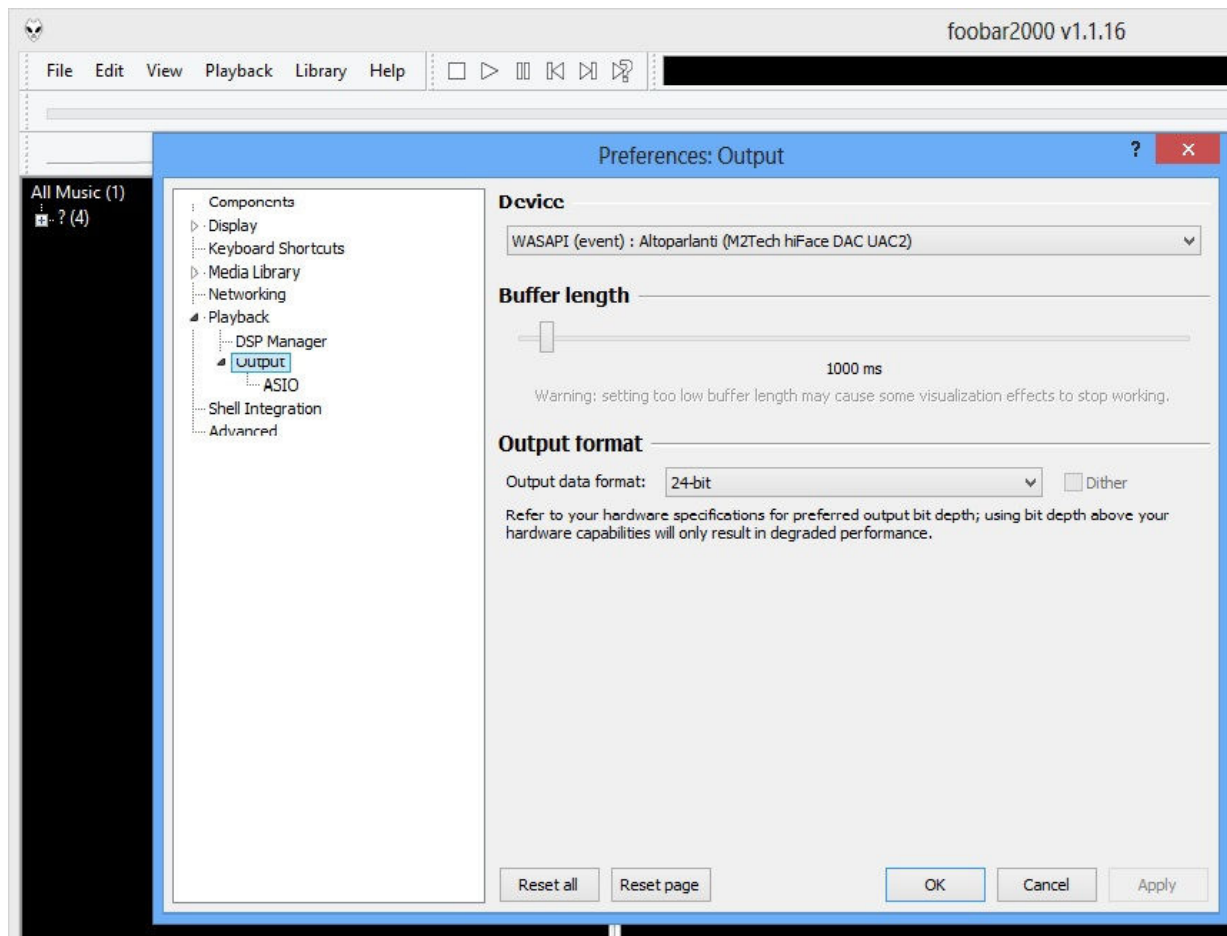 foobar2000 v1.1.16
File Edit View Playback Library Help
Preferences: Output ?
All Music (1)
? (4)
Components
Display
Keyboard Shortcuts
Media Library
Networking
Playback
DSP Manager
Output
ASIO
Shell Integration
Advanced
Device
WASAPI (event) : Altoparlanti (M2Tech hiFace DAC UAC2)
Buffer length
1000 ms
Warning: setting too low buffer length may cause some visualization effects to stop working.
Output format
Output data format: 24-bit Dither
Refer to your hardware specifications for preferred output bit depth; using bit depth above your
hardware capabilities will only result in degraded performance.
Reset all Reset page OK Cancel Apply